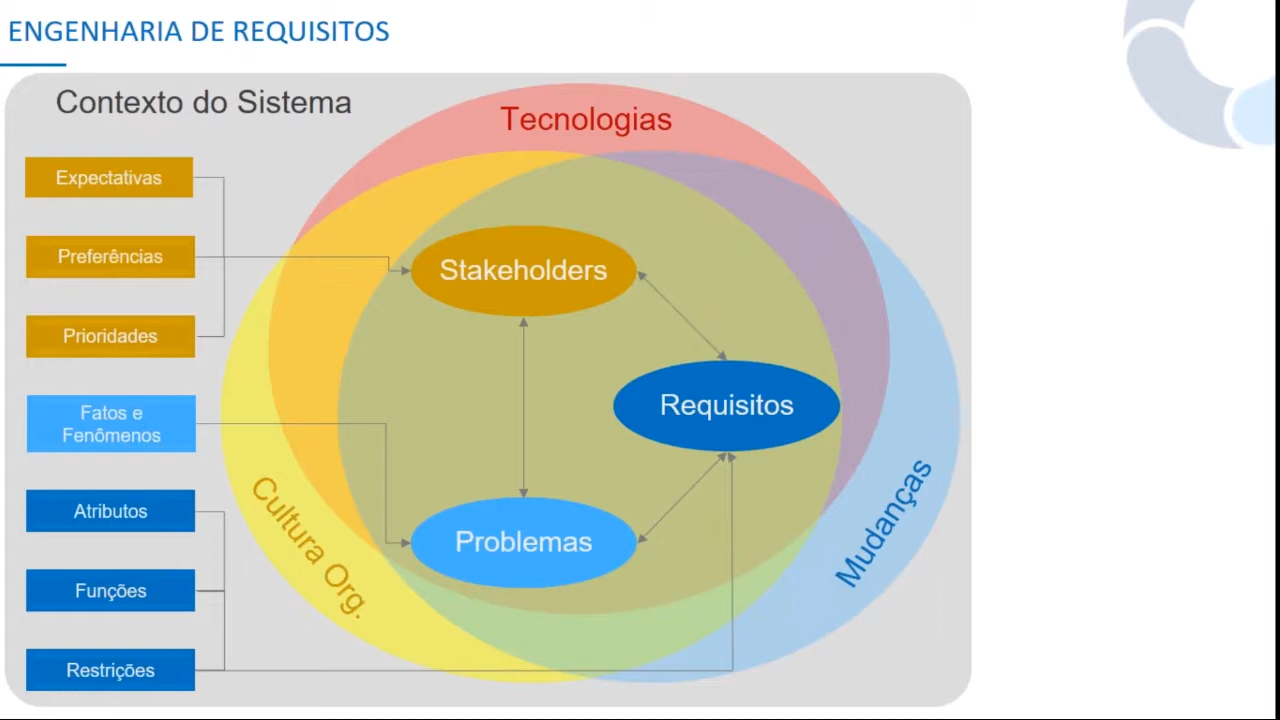 ENGENHARIA DE REQUISITOS
Contexto do Sistema
Tecnologias
Expectativas
Preferências
Prioridades
Fatos e
Fenômenos
Atributos
Funções
Restrições
Stakeholders
Requisitos
Problemas
Cultura Org.
Mudanças